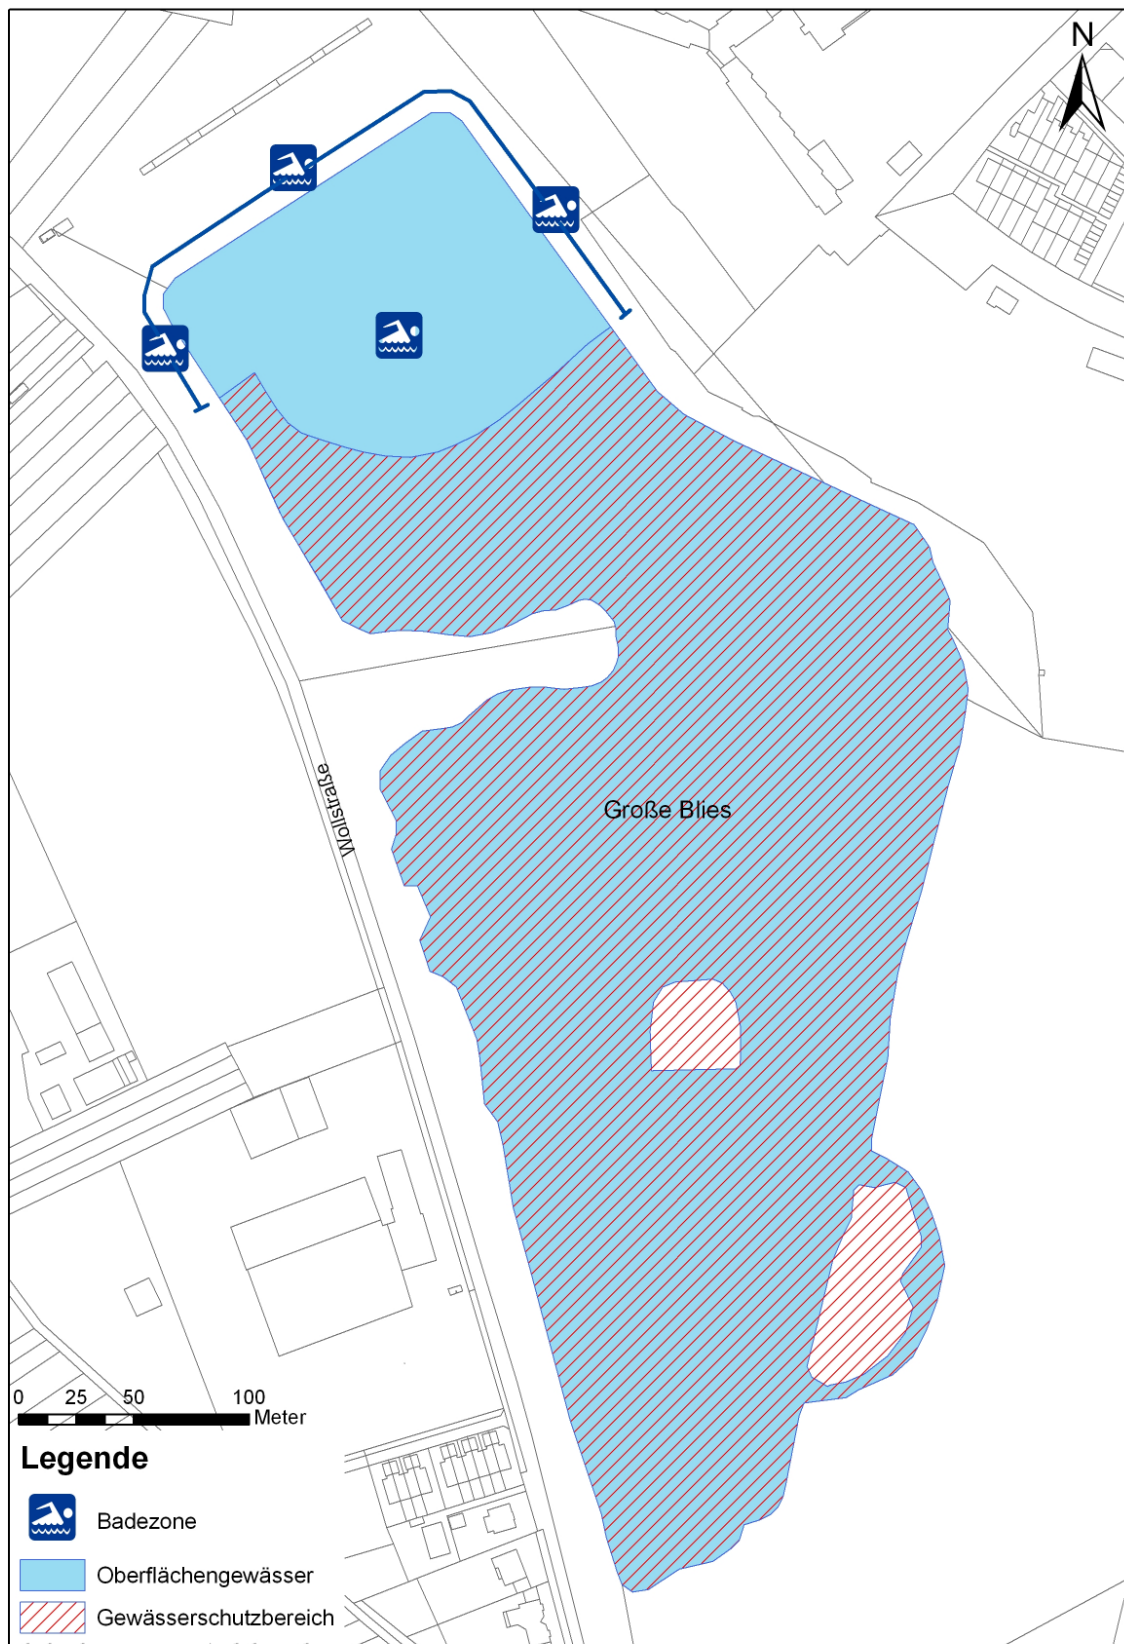 N
Große Blies
Wollstraße
0 25 50 100
Meter
Legende
Badezone
Oberflächengewässer
Gewässerschutzbereich